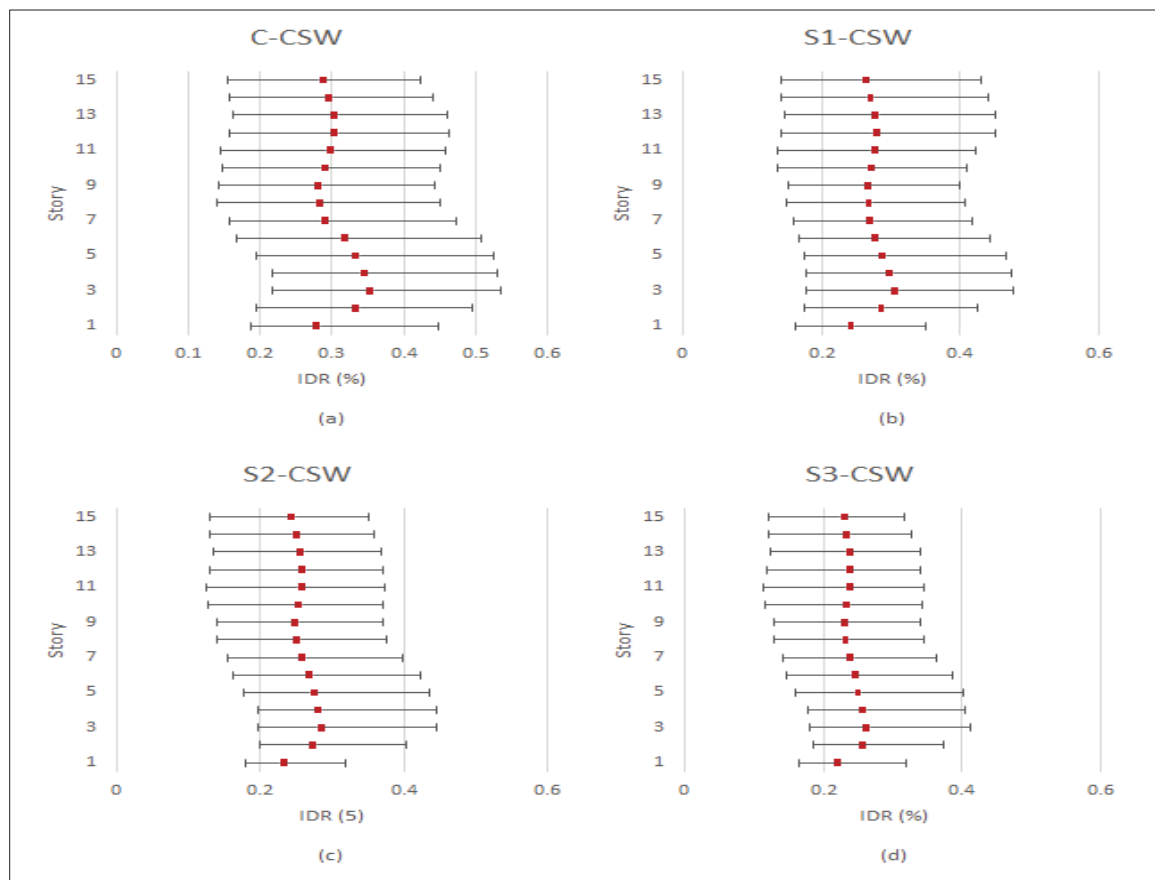 C-CSW
15
13
11
9
7
5
3
1
Story
0 0.1 0.2 0.3 0.4 0.5 0.6
IDR (%)
(a)
S1-CSW
15
13
11
9
7
5
3
1
Story
0 0.2 0.4 0.6
IDR (%)
(b)
S2-CSW
15
13
11
9
7
5
3
1
Story
0 0.2 0.4 0.6
IDR (5)
(c)
S3-CSW
15
13
11
9
7
5
3
1
Story
0 0.2 0.4 0.6
IDR (%)
(d)